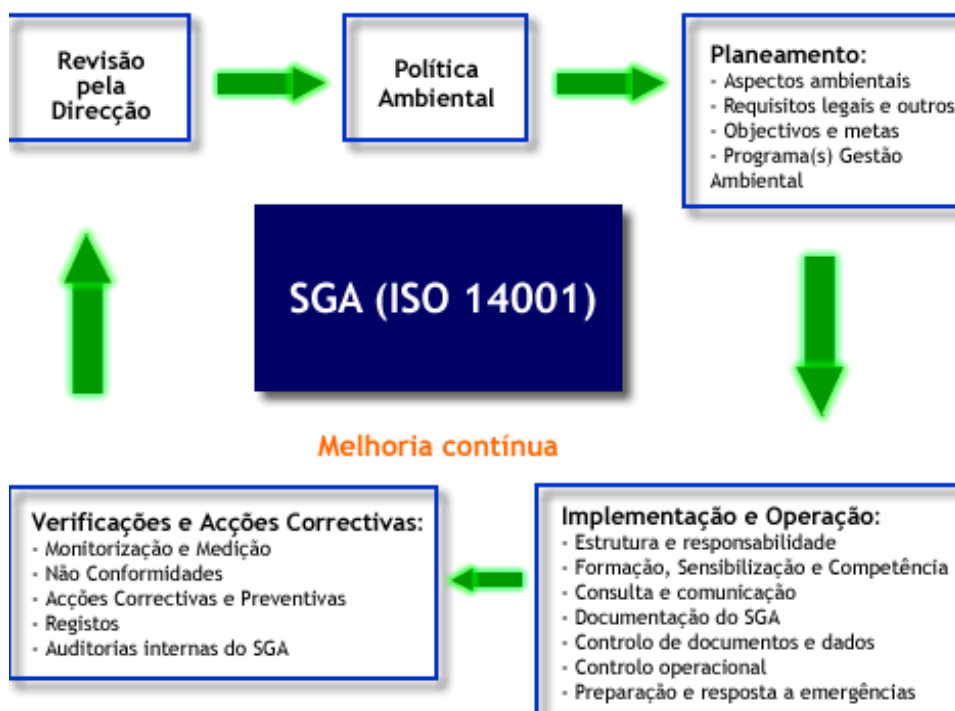 Revisão
pela
Direcção
Política
Ambiental
Planeamento:
- Aspectos ambientais
- Requisitos legais e outros
- Objectivos e metas
- Programa(s) Gestão
Ambiental
SGA (ISO 14001)
Melhoria contínua
Verificações e Acções Correctivas:
- Monitorização e Medição
- Não Conformidades
- Acções Correctivas e Preventivas
- Registos
- Auditorias internas do SGA
Implementação e Operação:
- Estrutura e responsabilidade
- Formação, Sensibilização e Competência
- Consulta e comunicação
- Documentação do SGA
- Controlo de documentos e dados
- Controlo operacional
- Preparação e resposta a emergências